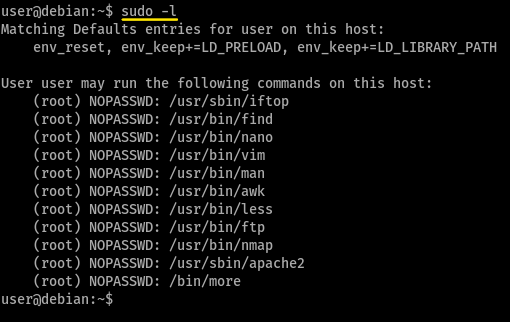 user@debian:~$ sudo -l
Matching Defaults entries for user on this host:
    env_reset, env_keep+=LD_PRELOAD, env_keep+=LD_LIBRARY_PATH

User user may run the following commands on this host:
    (root) NOPASSWD: /usr/sbin/iftop
    (root) NOPASSWD: /usr/bin/find
    (root) NOPASSWD: /usr/bin/nano
    (root) NOPASSWD: /usr/bin/vim
    (root) NOPASSWD: /usr/bin/man
    (root) NOPASSWD: /usr/bin/awk
    (root) NOPASSWD: /usr/bin/less
    (root) NOPASSWD: /usr/bin/ftp
    (root) NOPASSWD: /usr/bin/nmap
    (root) NOPASSWD: /usr/sbin/apache2
    (root) NOPASSWD: /bin/more
user@debian:~$